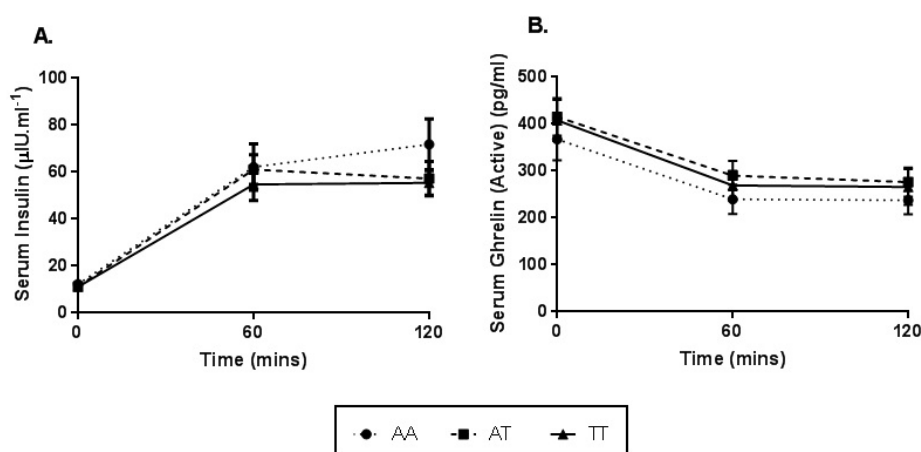 A.
Serum Insulin (µIU.ml⁻¹)
100
80
60
40
20
0
0 60 120
Time (mins)
B.
Serum Ghrelin (Active) (pg/ml)
500
400
300
200
100
0
0 60 120
Time (mins)
AA AT TT